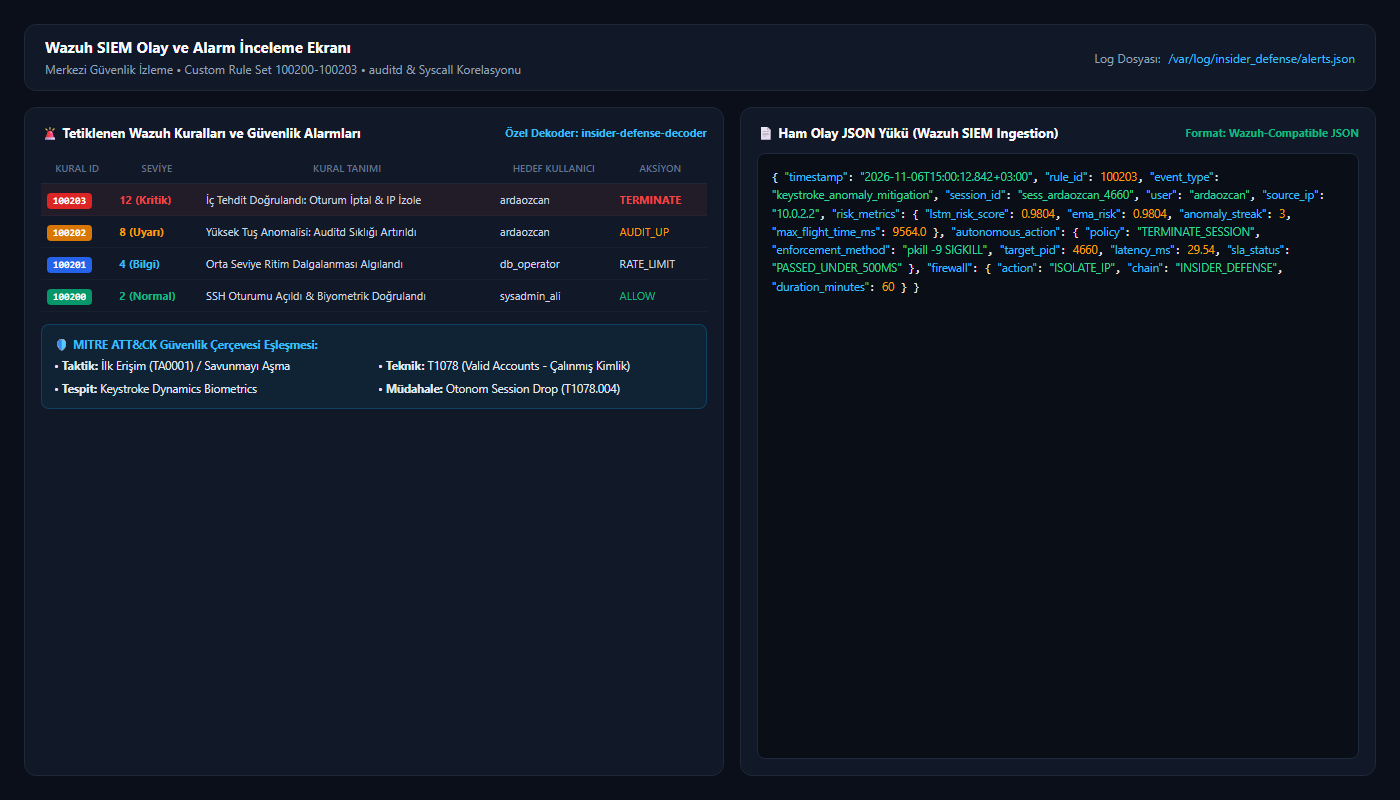 Wazuh SIEM Olay ve Alarm İnceleme Ekranı
Merkezi Güvenlik İzleme • Custom Rule Set 100200-100203 • auditd & Syscall Korelasyonu
Log Dosyası: /var/log/insider_defense/alerts.json
Tetiklenen Wazuh Kuralları ve Güvenlik Alarmları
Özel Dekoder: insider-defense-decoder
KURAL ID SEVİYE KURAL TANIMI HEDEF KULLANICI AKSİYON
100203 12 (Kritik) İç Tehdit Doğrulandı: Oturum İptal & IP İzole ardaozcan TERMINATE
100202 8 (Uyarı) Yüksek Tuş Anomalisi: Auditd Sıklığı Artırıldı ardaozcan AUDIT_UP
100201 4 (Bilgi) Orta Seviye Ritim Dalgalanması Algılandı db_operator RATE_LIMIT
100200 2 (Normal) SSH Oturumu Açıldı & Biyometrik Doğrulandı sysadmin_ali ALLOW
MITRE ATT&CK Güvenlik Çerçevesi Eşleşmesi:
• Taktik: İlk Erişim (TA0001) / Savunmayı Aşma
• Teknik: T1078 (Valid Accounts - Çalınmış Kimlik)
• Tespit: Keystroke Dynamics Biometrics
• Müdahale: Otonom Session Drop (T1078.004)
Ham Olay JSON Yükü (Wazuh SIEM Ingestion)
Format: Wazuh-Compatible JSON
{ "timestamp": "2026-11-06T15:00:12.842+03:00", "rule_id": 100203, "event_type":
"keystroke_anomaly_mitigation", "session_id": "sess_ardaozcan_4660", "user": "ardaozcan", "source_ip":
"10.0.2.2", "risk_metrics": { "lstm_risk_score": 0.9804, "ema_risk": 0.9804, "anomaly_streak": 3,
"max_flight_time_ms": 9564.0 }, "autonomous_action": { "policy": "TERMINATE_SESSION",
"enforcement_method": "pkill -9 SIGKILL", "target_pid": 4660, "latency_ms": 29.54, "sla_status":
"PASSED_UNDER_500MS" }, "firewall": { "action": "ISOLATE_IP", "chain": "INSIDER_DEFENSE",
"duration_minutes": 60 } }